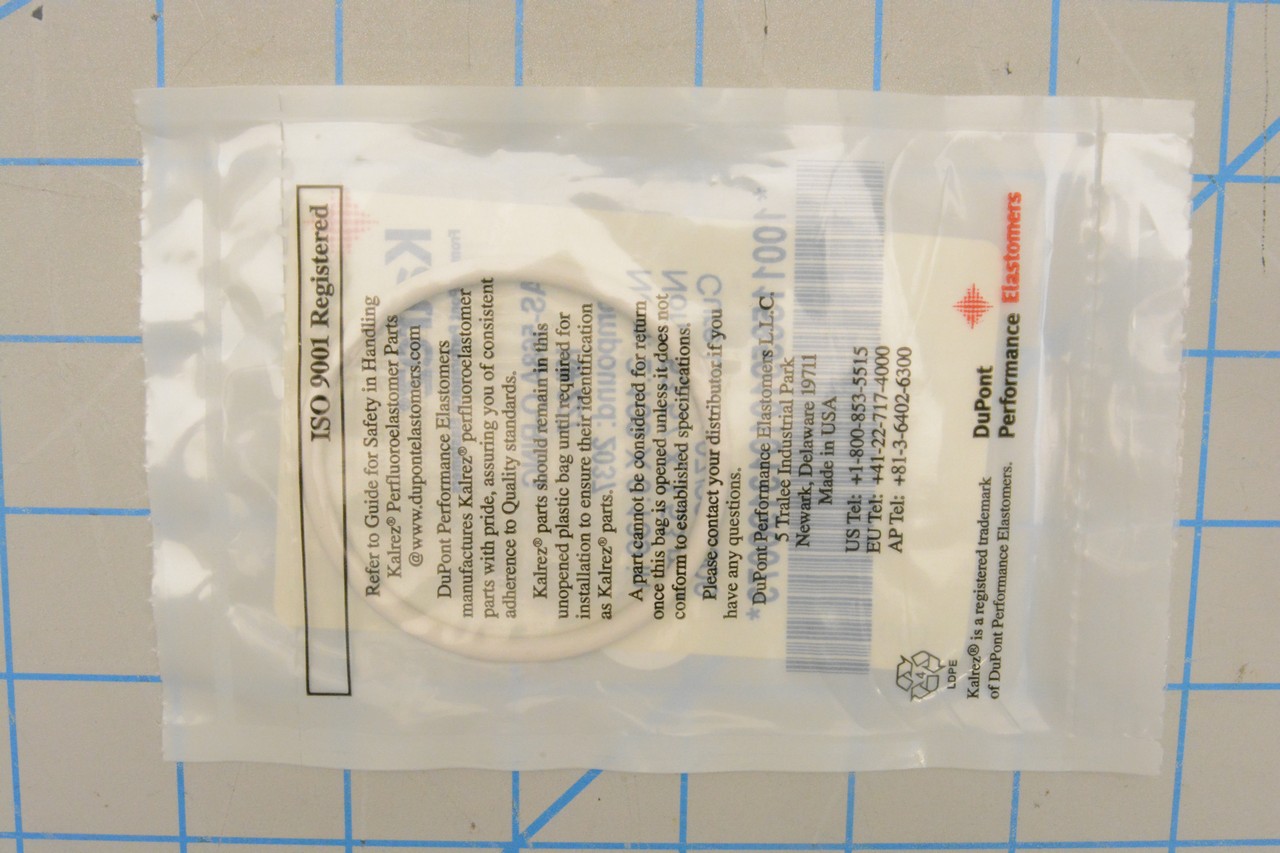 ISO 9001 Registered
Refer to Guide for Safety in Handling
Kalrez® Perfluoroelastomer Parts
@www.dupontelastomers.com
DuPont Performance Elastomers
manufactures Kalrez® perfluoroelastomer
parts with pride, assuring you of consistent
adherence to Quality standards.
Kalrez® parts should remain in this
unopened plastic bag until required for
installation to ensure their identification
as Kalrez® parts.
A part cannot be considered for return
once this bag is opened unless it does not
conform to established specifications.
Please contact your distributor if you
have any questions.
DuPont Performance Elastomers L.L.C.
5 Tralee Industrial Park
Newark, Delaware 19711
Made in USA
US Tel: +1-800-853-5515
EU Tel: +41-22-717-4000
AP Tel: +81-3-6402-6300
4
LDPE
Kalrez® is a registered trademark
of DuPont Performance Elastomers.
DuPont
Performance Elastomers
AS-568A O-RING
Compound: 2037